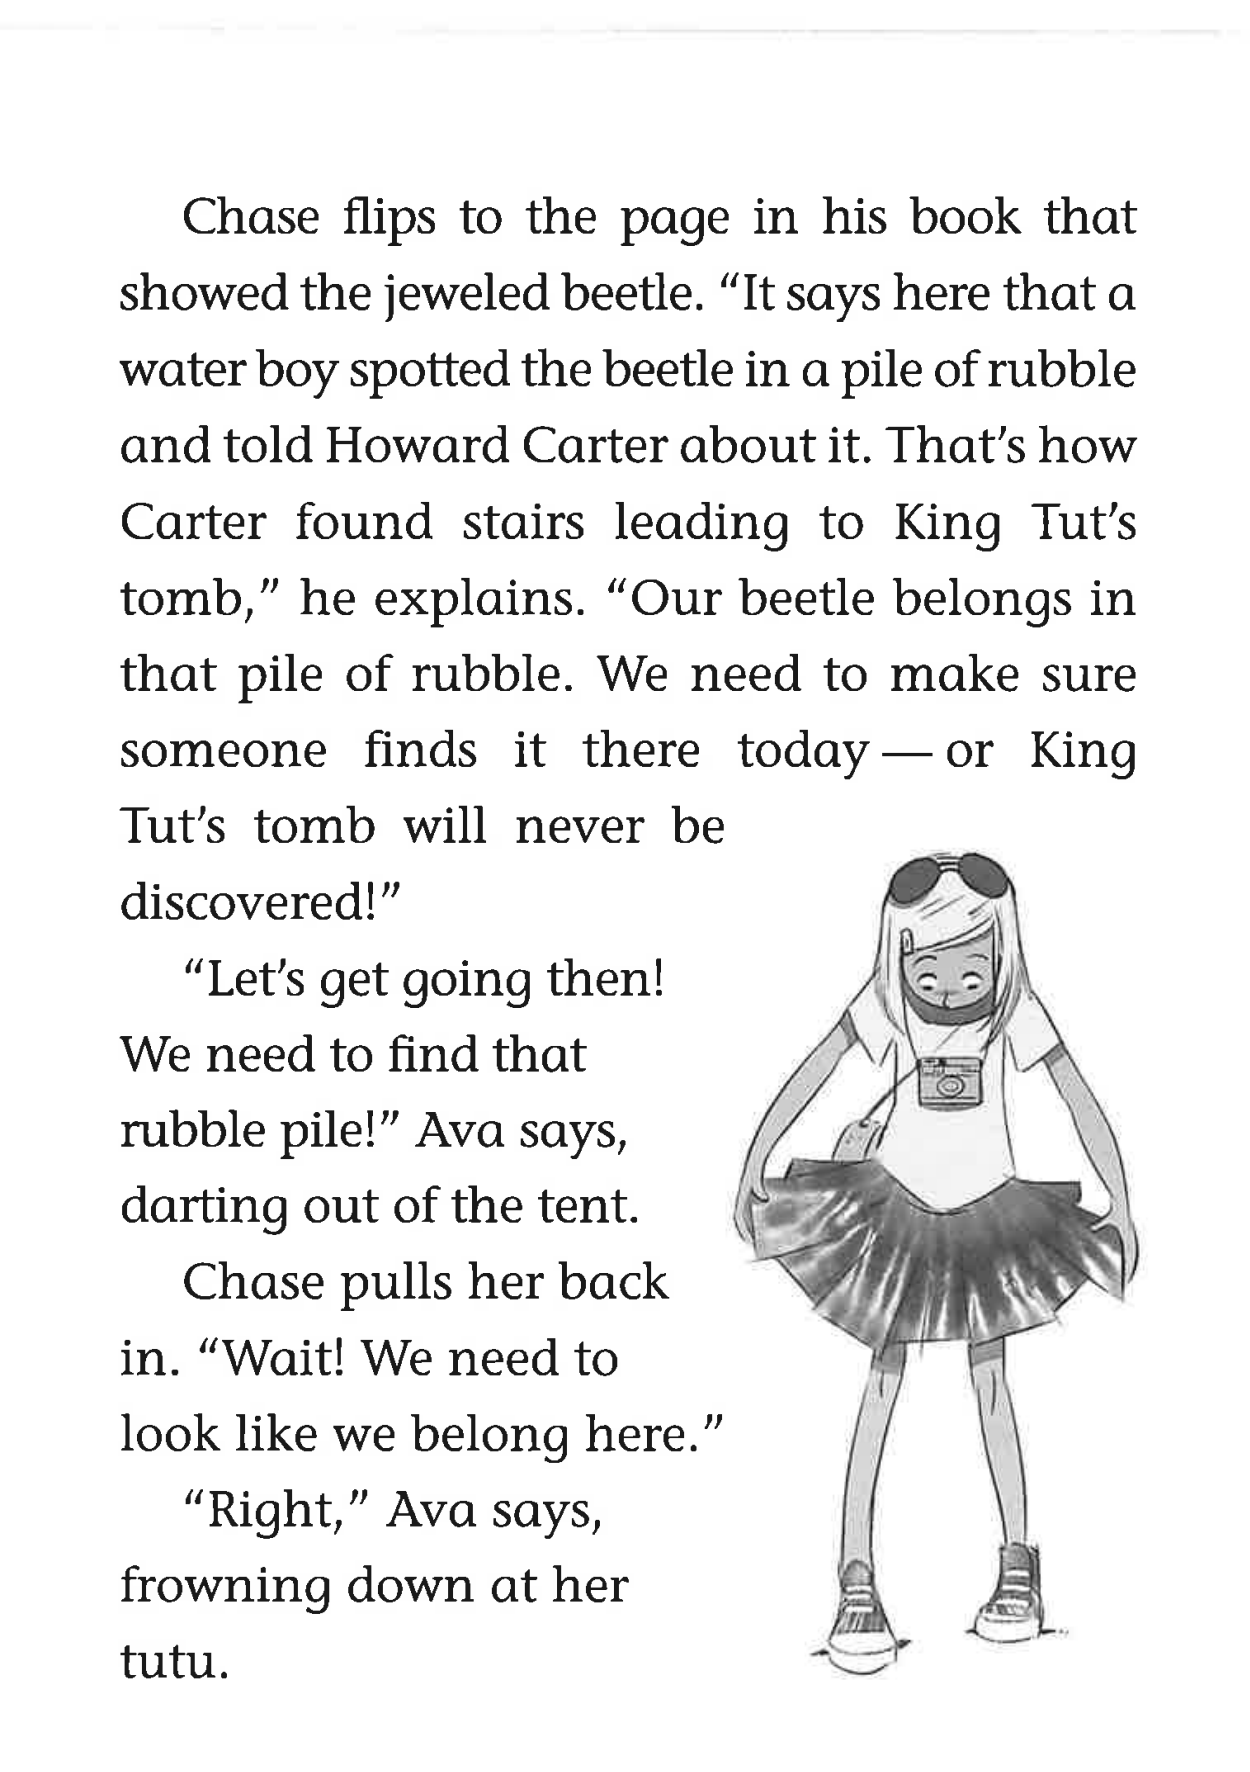 Chase flips to the page in his book that
showed the jeweled beetle. “It says here that a
water boy spotted the beetle in a pile of rubble
and told Howard Carter about it. That’s how
Carter found stairs leading to King Tut’s
tomb,” he explains. “Our beetle belongs in
that pile of rubble. We need to make sure
someone finds it there today — or King
Tut’s tomb will never be
discovered!”
“Let’s get going then!
We need to find that
rubble pile!” Ava says,
darting out of the tent.
Chase pulls her back
in. “Wait! We need to
look like we belong here.”
“Right,” Ava says,
frowning down at her
tutu.